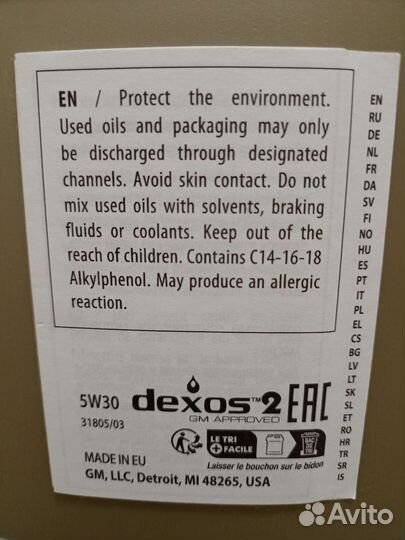 EN / Protect the environment.
Used oils and packaging may only
be discharged through designated
channels. Avoid skin contact. Do not
mix used oils with solvents, braking
fluids or coolants. Keep out of the
reach of children. Contains C14-16-18
Alkylphenol. May produce an allergic
reaction.
EN
RU
DE
NL
FR
DA
SV
FI
NO
HU
ES
PT
IT
PL
EL
CS
BG
LV
LT
SK
SL
ET
RO
HR
TR
SR
IS
5W30
31805/03
dexos™2
GM APPROVED
EAC
LE TRI
+ FACILE
BAC
DE
TRI
Laisser le bouchon sur le bidon
MADE IN EU
GM, LLC, Detroit, MI 48265, USA
Avito